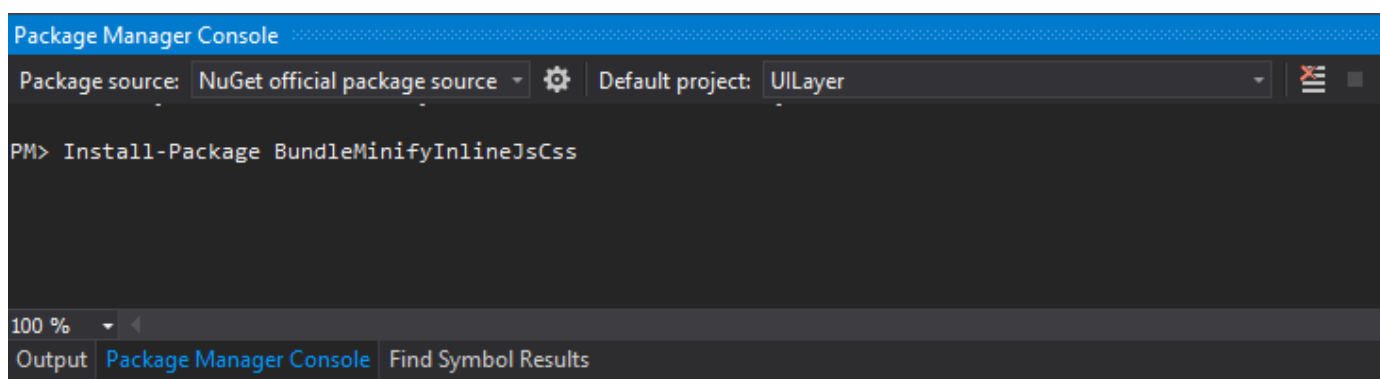 Package Manager Console
Package source: NuGet official package source Default project: UILayer
PM> Install-Package BundleMinifyInlineJsCss
100 %
Output Package Manager Console Find Symbol Results